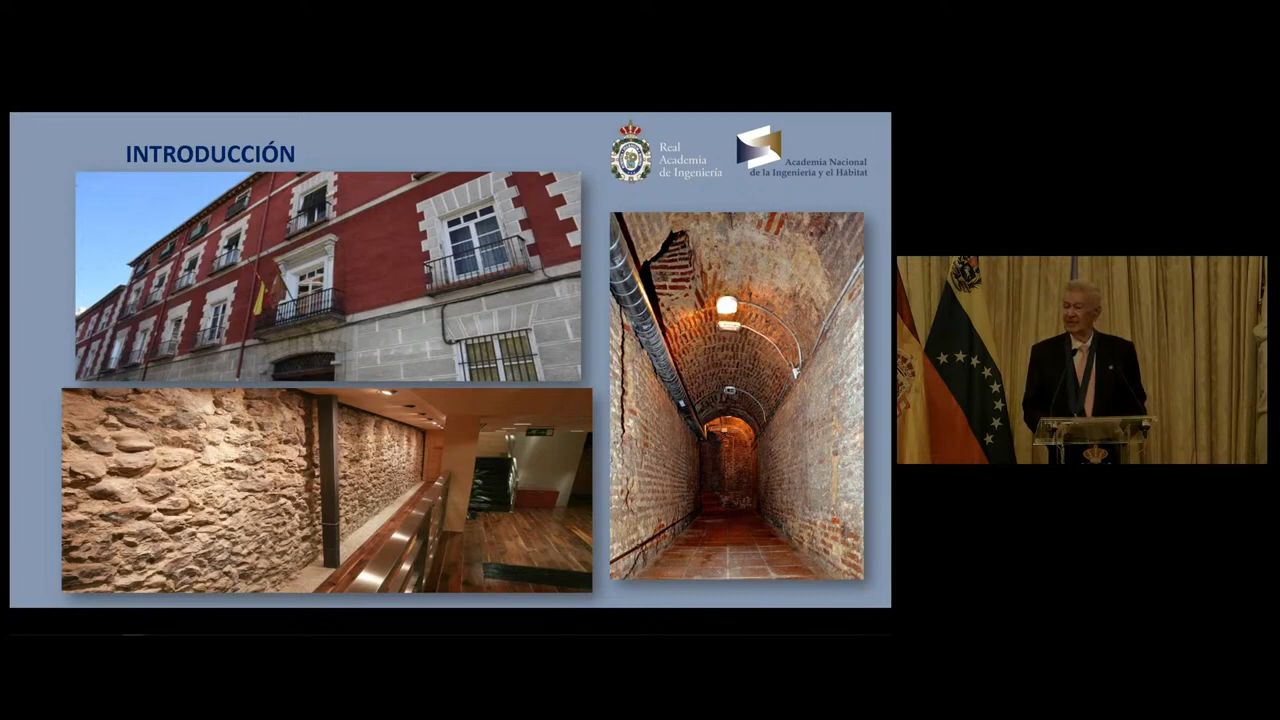 INTRODUCCIÓN
Real
Academia
de Ingeniería
Academia Nacional
de la Ingeniería y el Hábitat